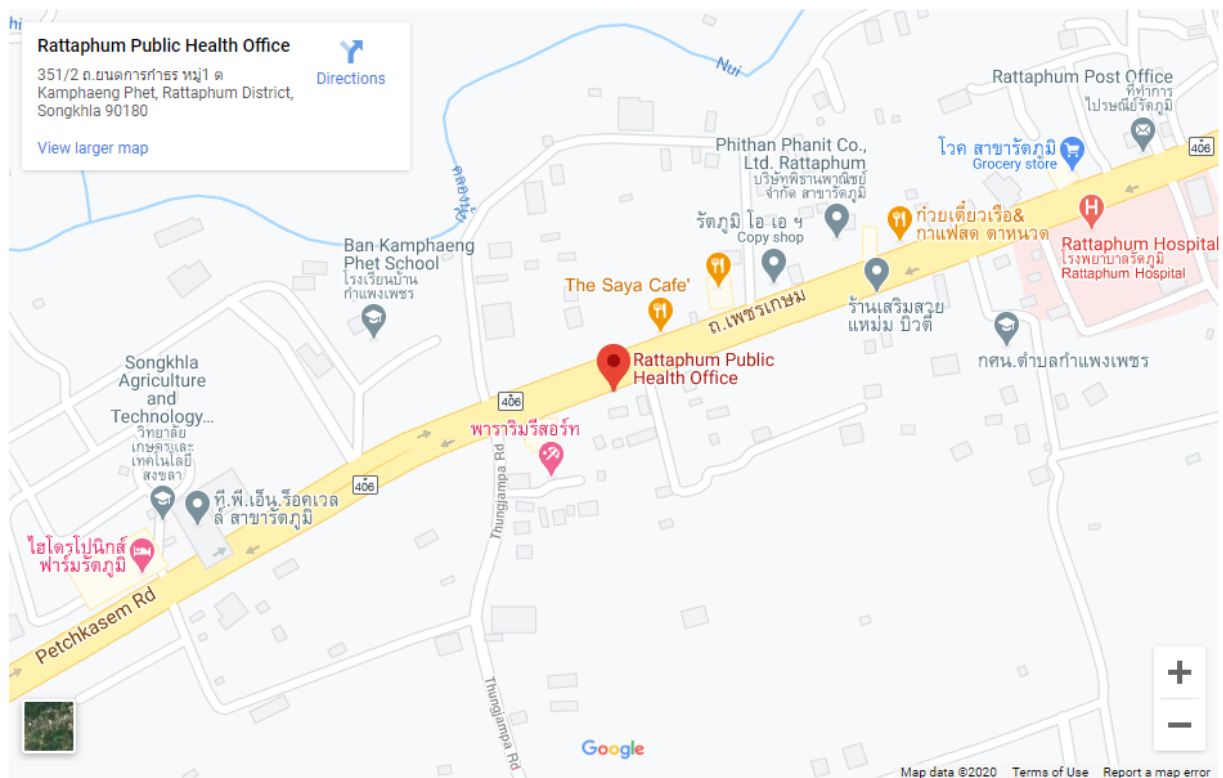 Rattaphum Public Health Office
351/2 ถ.ยนตการกำธร หมู่1 ต
Kamphaeng Phet, Rattaphum District,
Songkhla 90180
Directions
View larger map
Nui
Rattaphum Post Office
ที่ทำการ
ไปรษณีย์รัตภูมิ
406
Phithan Phanit Co.,
Ltd. Rattaphum
บริษัทพิธานพาณิชย์
จำกัด สาขารัตภูมิ
โวค สาขารัตภูมิ
Grocery store
รัตภูมิ โอ เอ ฯ
Copy shop
ก๋วยเตี๋ยวเรือ&
กาแฟสด ตาหนวด
Rattaphum Hospital
โรงพยาบาลรัตภูมิ
Rattaphum Hospital
Ban Kamphaeng
Phet School
โรงเรียนบ้าน
กำแพงเพชร
The Saya Cafe'
ถ.เพชรเกษม
ร้านเสริมสวย
แหม่ม บิวตี้
กศน.ตำบลกำแพงเพชร
Rattaphum Public
Health Office
Songkhla
Agriculture
and
Technology...
วิทยาลัย
เกษตรและ
เทคโนโลยี
สงขลา
406
พาราริมรีสอร์ท
406
Thungjampa Rd
ที.พี.เอ็น.ร็อคเวล
ล์ สาขารัตภูมิ
ไฮโดรโปนิกส์
ฟาร์มรัตภูมิ
Petchkasem Rd
Thungjampa Rd
Google
Map data ©2020 Terms of Use Report a map error